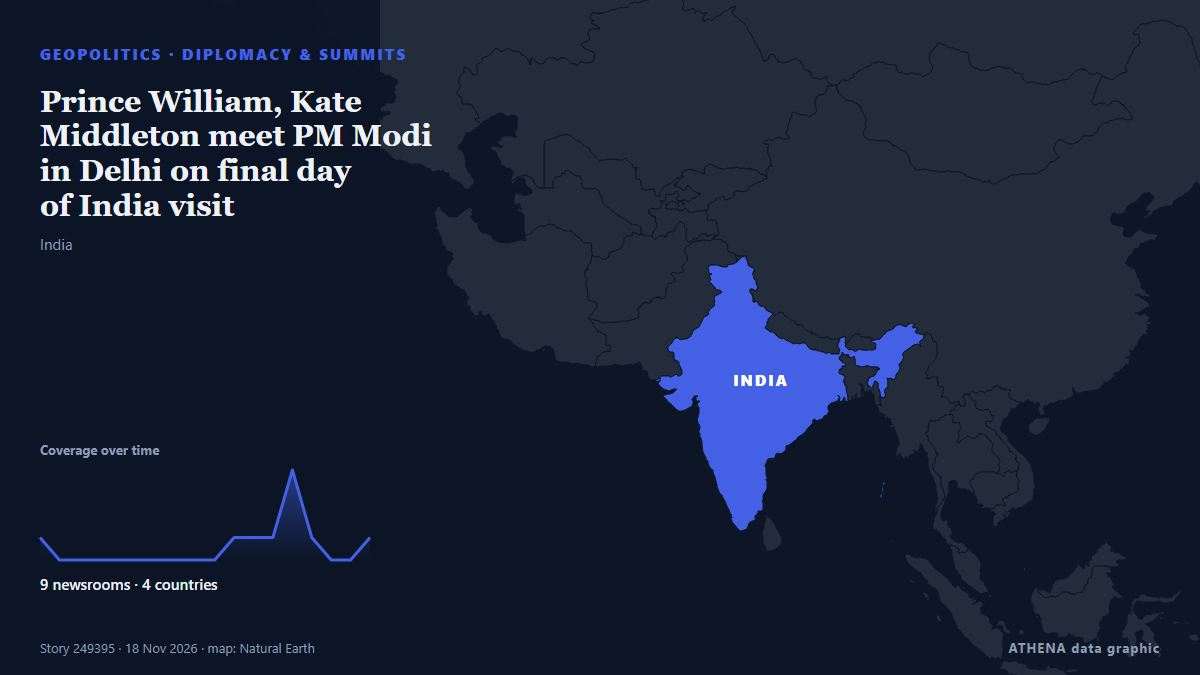 GEOPOLITICS · DIPLOMACY & SUMMITS
Prince William, Kate
Middleton meet PM Modi
in Delhi on final day
of India visit
India
INDIA
Coverage over time
9 newsrooms · 4 countries
Story 249395 · 18 Nov 2026 · map: Natural Earth
ATHENA data graphic